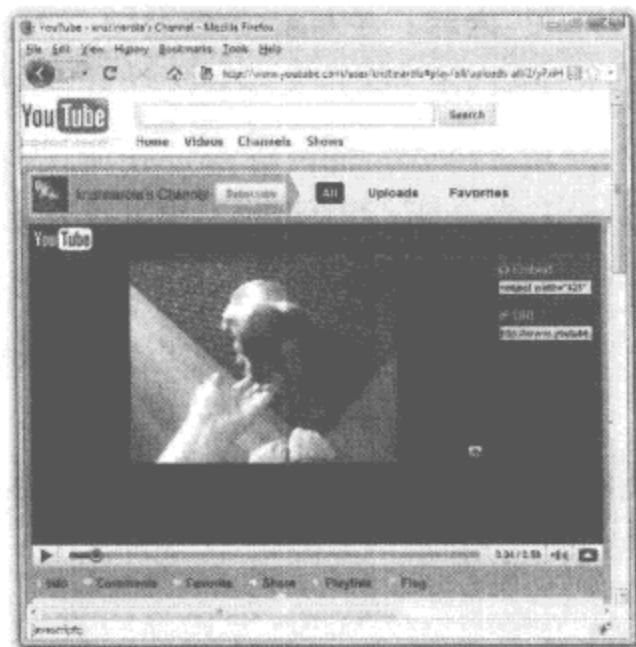 YouTube - kristinarola's Channel - Mozilla Firefox
File Edit View History Bookmarks Tools Help
YouTube
Search
Home Videos Channels Shows
kristinarola's Channel Subscribe All Uploads Favorites
YouTube
Embed
URL
Info Comments Favorite Share Playlists Flag